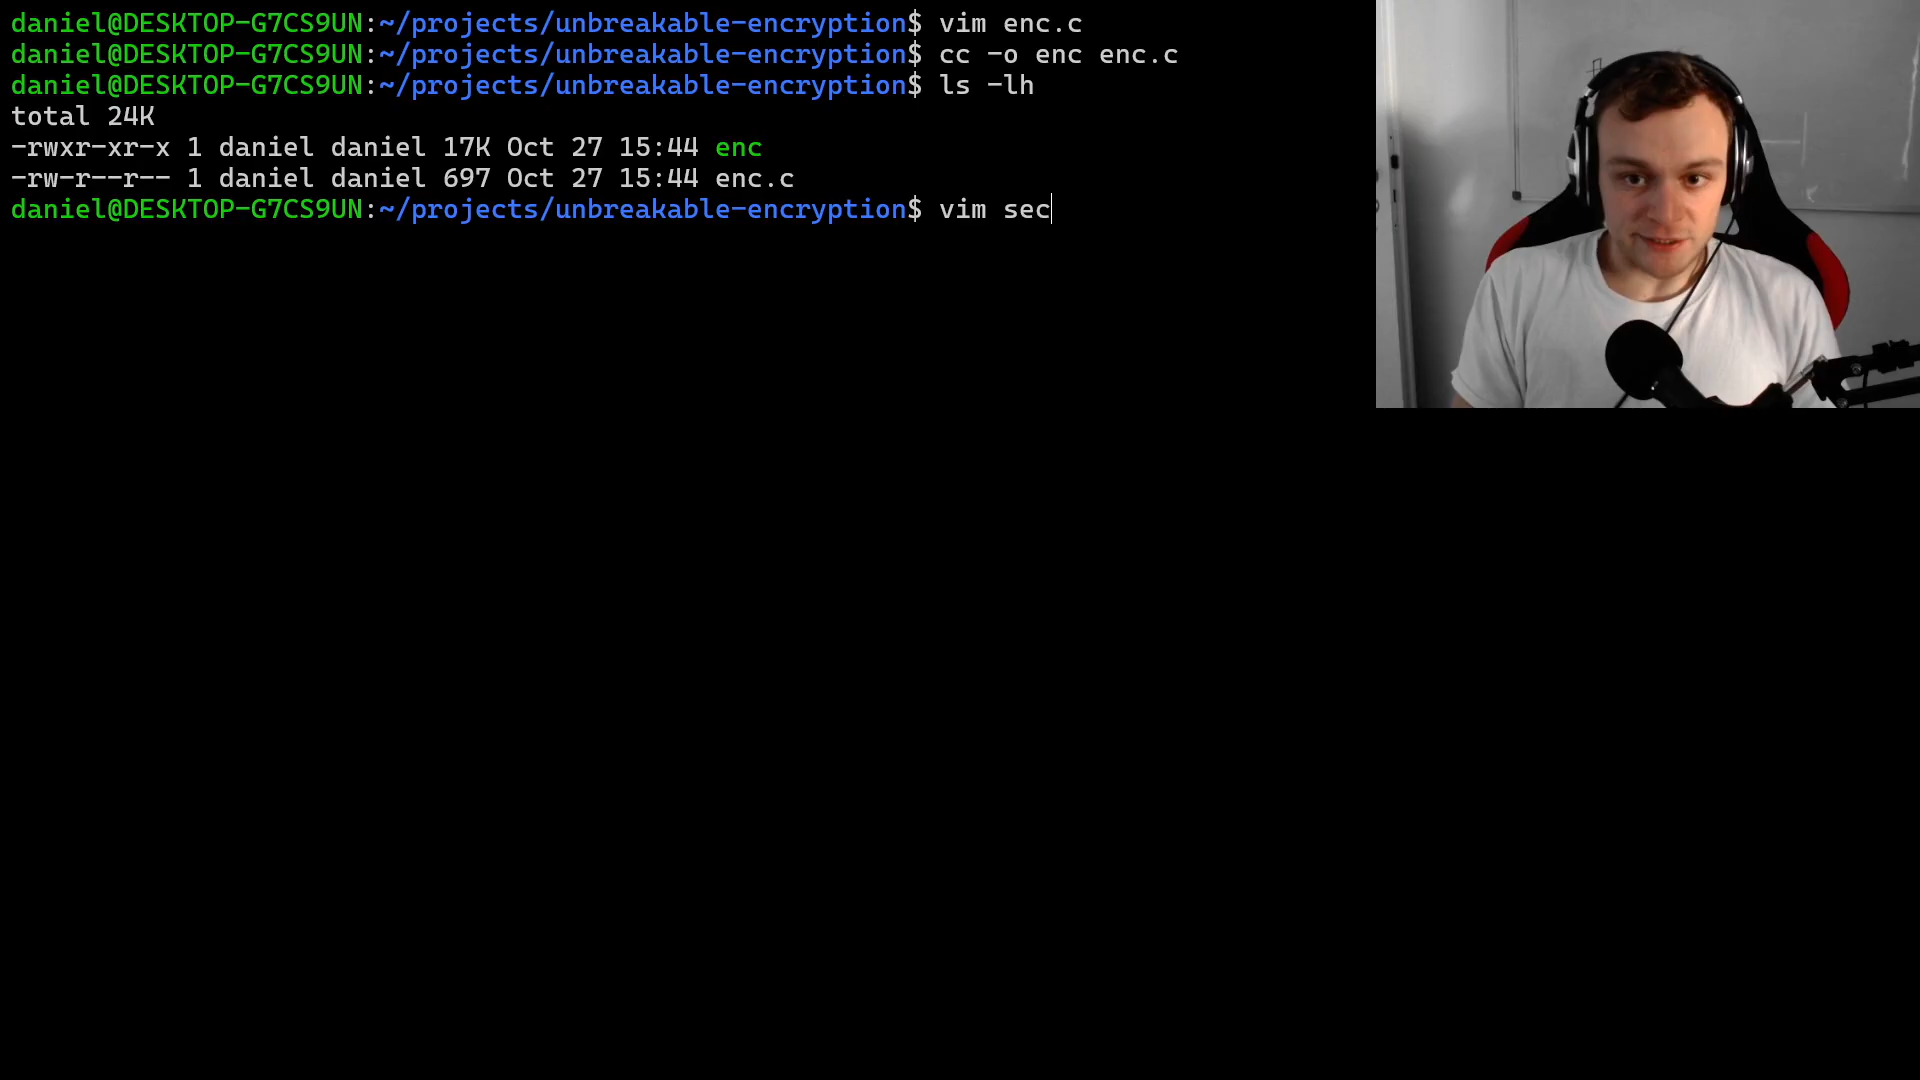 daniel@DESKTOP-G7CS9UN:~/projects/unbreakable-encryption$ vim enc.c
daniel@DESKTOP-G7CS9UN:~/projects/unbreakable-encryption$ cc -o enc enc.c
daniel@DESKTOP-G7CS9UN:~/projects/unbreakable-encryption$ ls -lh
total 24K
-rwxr-xr-x 1 daniel daniel 17K Oct 27 15:44 enc
-rw-r--r-- 1 daniel daniel 697 Oct 27 15:44 enc.c
daniel@DESKTOP-G7CS9UN:~/projects/unbreakable-encryption$ vim sec